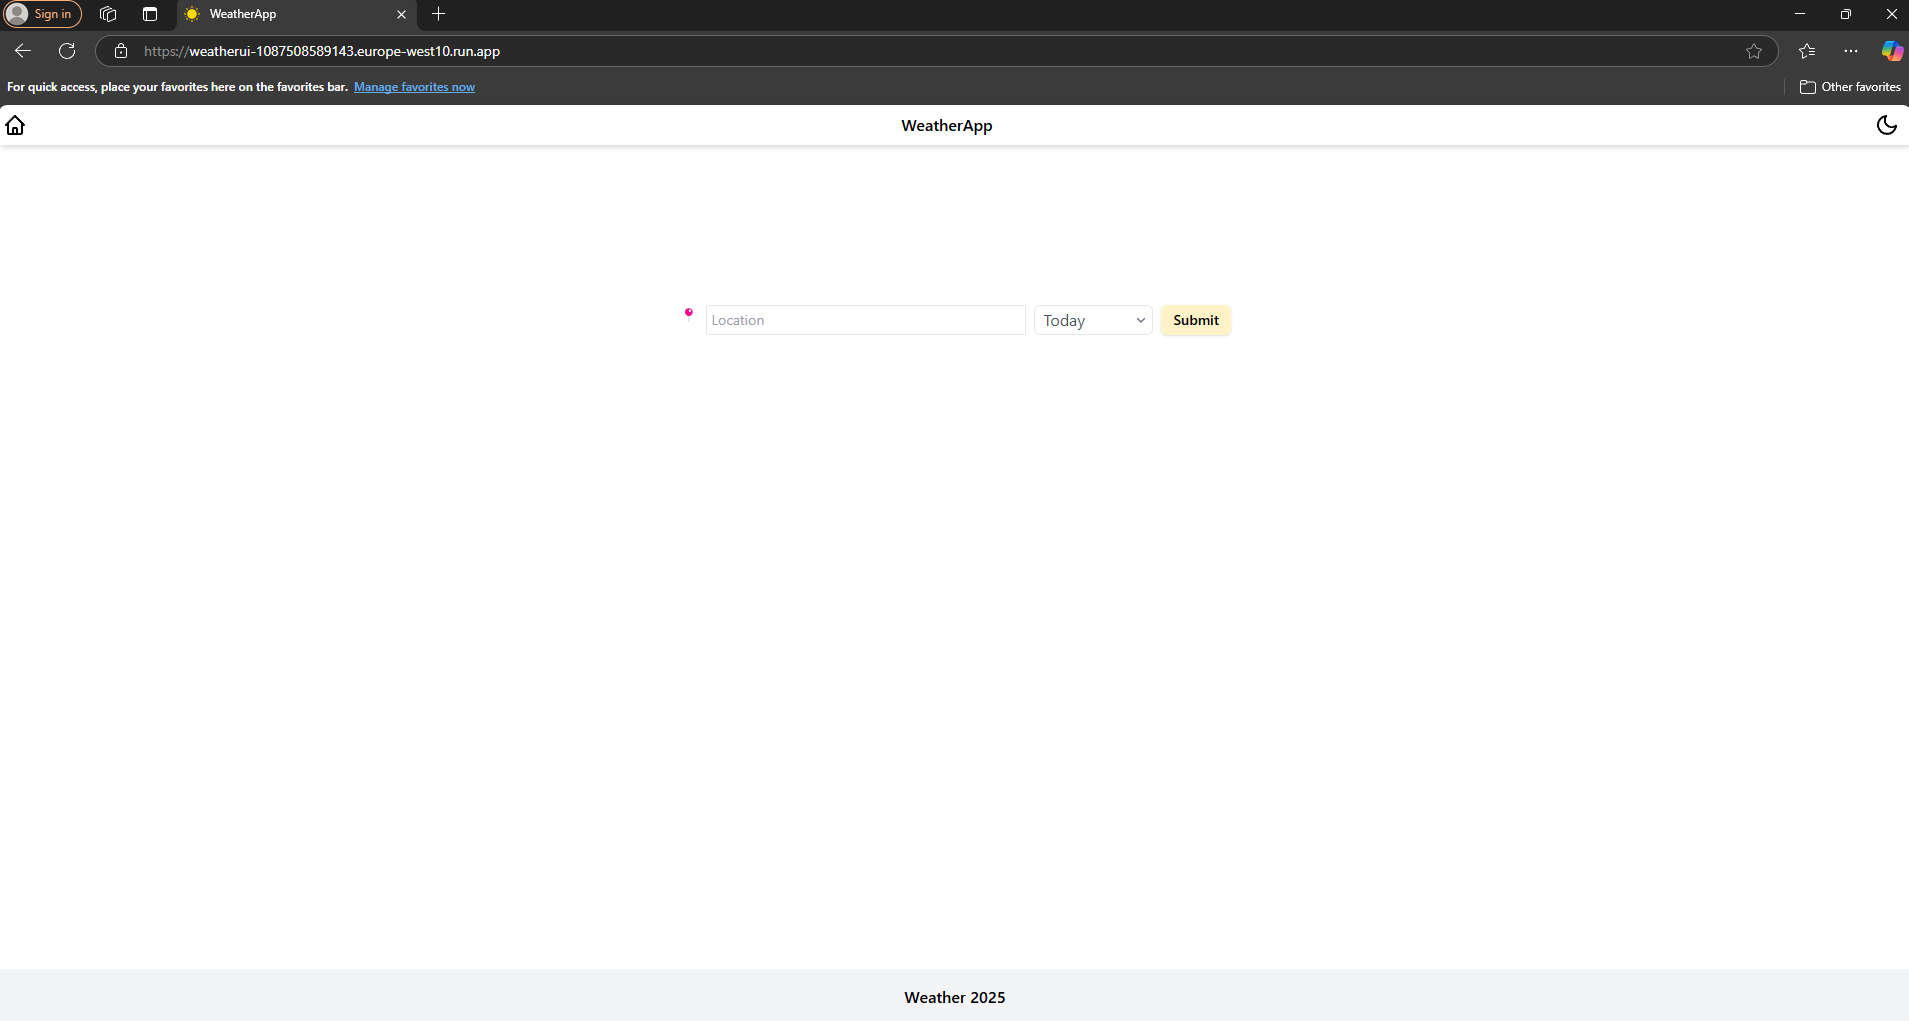 Sign in
WeatherApp
https://weatherui-1087508589143.europe-west10.run.app
For quick access, place your favorites here on the favorites bar. Manage favorites now
Other favorites
WeatherApp
Location
Today
Submit
Weather 2025